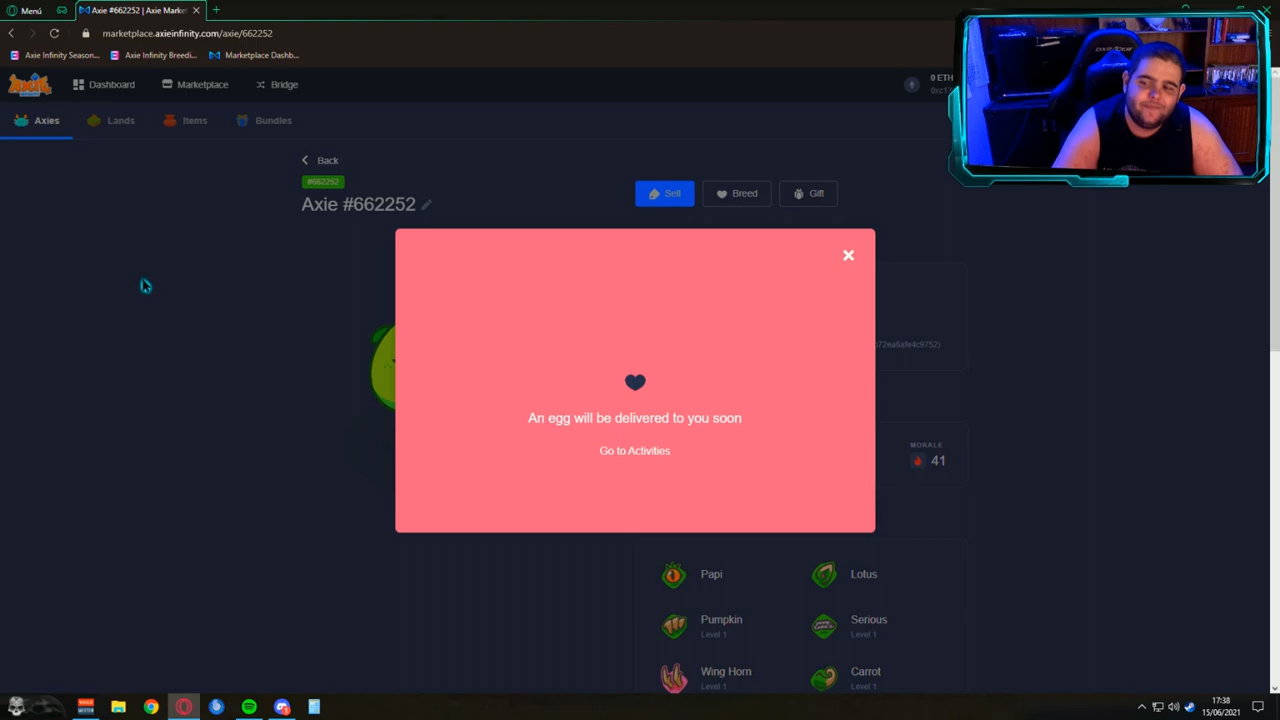 Menú
Axie #662252 | Axie Marke
marketplace.axieinfinity.com/axie/662252
Axie Infinity Season...
Axie Infinity Breedi...
Marketplace Dashb...
Dashboard
Marketplace
Bridge
0 ETH
Axies
Lands
Items
Bundles
Back
#662252
Axie #662252
Sell
Breed
Gift
DXRACER
72ea6afe4c9752)
An egg will be delivered to you soon
Go to Activities
MORALE
41
Papi
Lotus
Pumpkin
Level 1
Serious
Level 1
Wing Horn
Level 1
Carrot
Level 1
17:38
15/06/2021